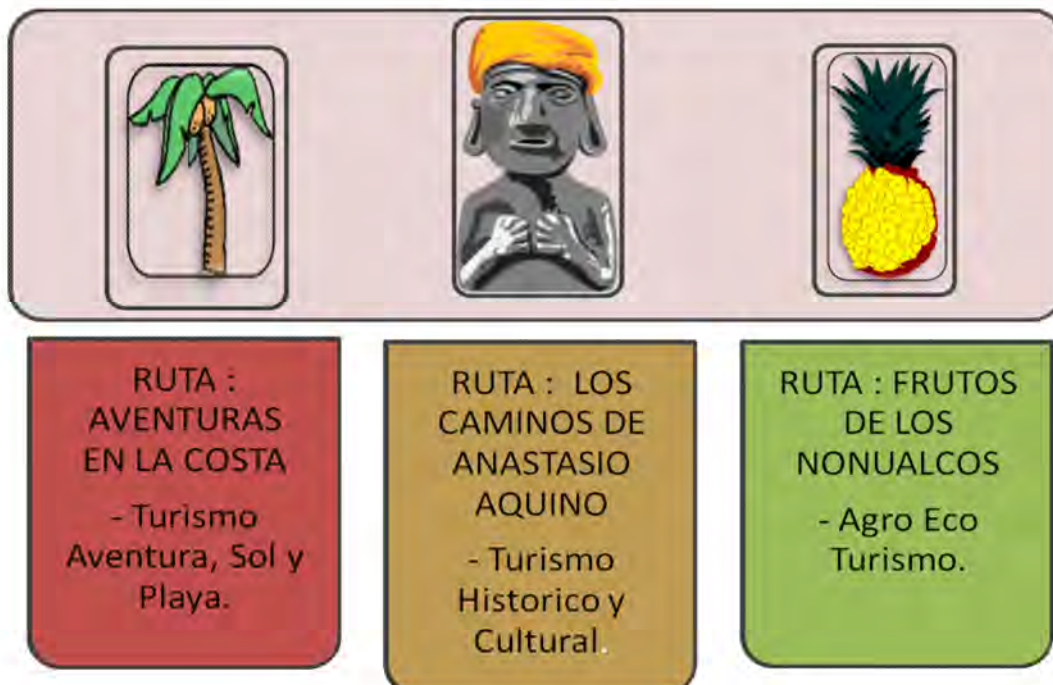 RUTA :
AVENTURAS
EN LA COSTA
- Turismo
Aventura, Sol y
Playa.
RUTA : LOS
CAMINOS DE
ANASTASIO
AQUINO
- Turismo
Historico y
Cultural.
RUTA : FRUTOS
DE LOS
NONUALCOS
- Agro Eco
Turismo.